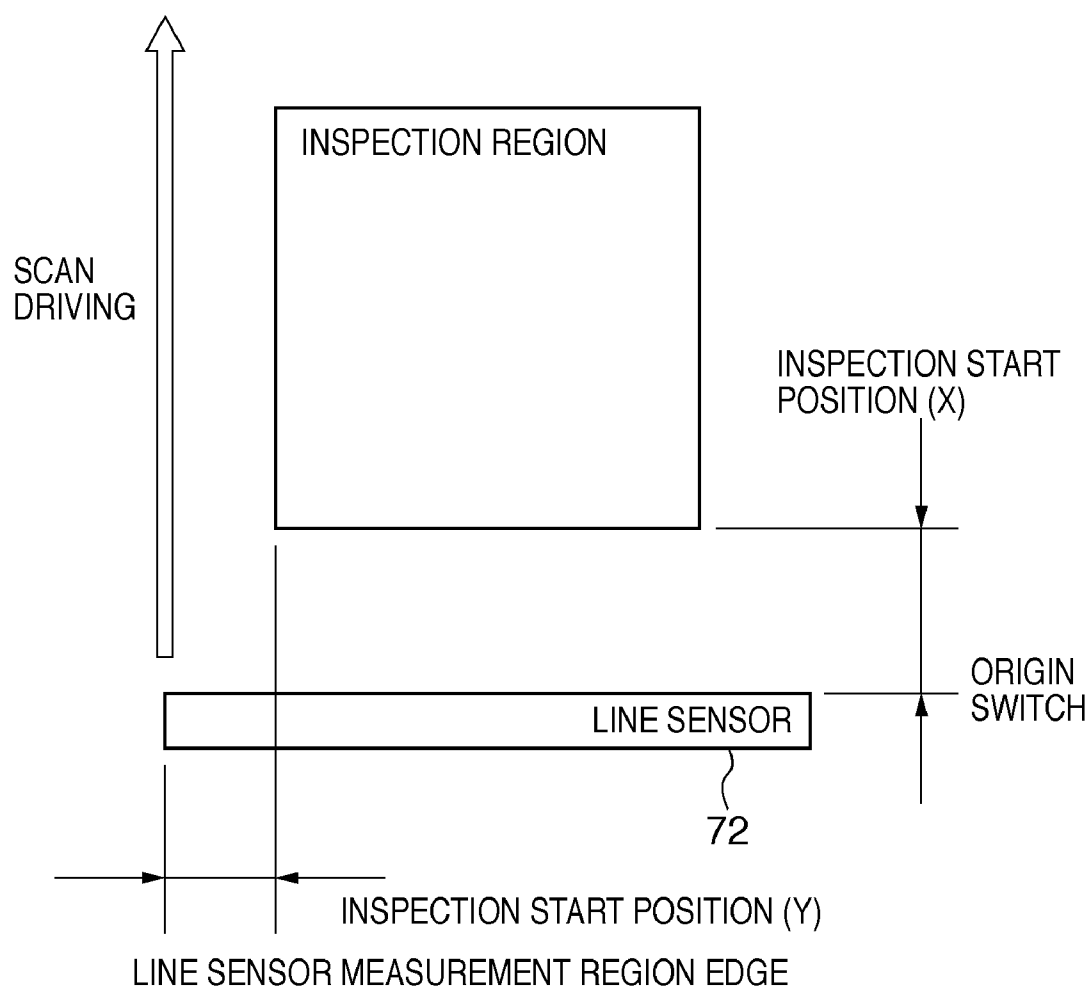 INSPECTION REGION
SCAN
DRIVING
INSPECTION START
POSITION (X)
ORIGIN
SWITCH
LINE SENSOR
72
INSPECTION START POSITION (Y)
LINE SENSOR MEASUREMENT REGION EDGE